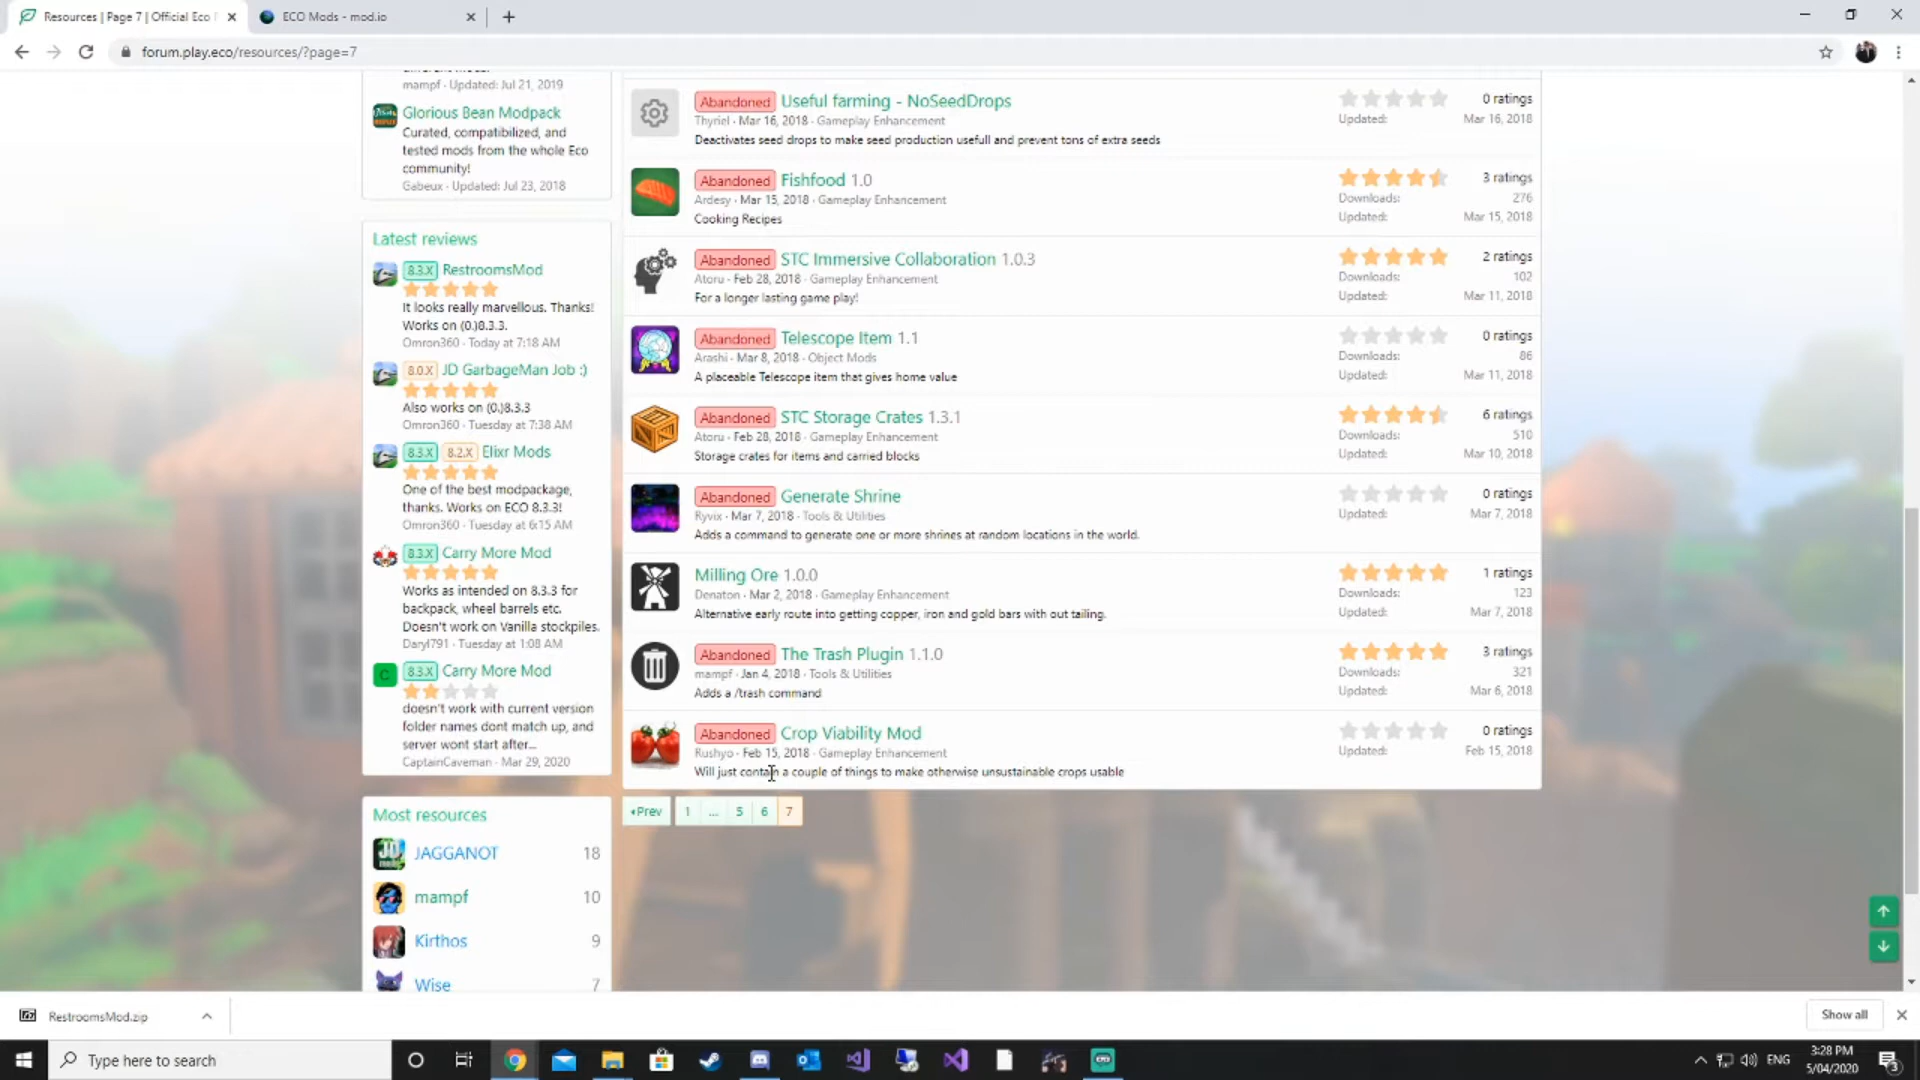 Resources | Page 7 | Official Eco
ECO Mods - mod.io
forum.play.eco/resources/?page=7
mampf · Updated: Jul 21, 2019
Glorious Bean Modpack
Curated, compatibilized, and
tested mods from the whole Eco
community!
Gabeux · Updated: Jul 23, 2018
Latest reviews
8.3.X RestroomsMod
It looks really marvellous. Thanks!
Works on (0.)8.3.3.
Omron360 · Today at 7:18 AM
8.0.X JD GarbageMan Job :)
Also works on (0.)8.3.3
Omron360 · Tuesday at 7:38 AM
8.3.X 8.2.X Elixr Mods
One of the best modpackage,
thanks. Works on ECO 8.3.3!
Omron360 · Tuesday at 6:15 AM
8.3.X Carry More Mod
Works as intended on 8.3.3 for
backpack, wheel barrels etc.
Doesn't work on Vanilla stockpiles.
Daryl791 · Tuesday at 1:08 AM
C
8.3.X Carry More Mod
doesn't work with current version
folder names dont match up, and
server wont start after...
CaptainCaveman · Mar 29, 2020
Most resources
JAGGANOT 18
mampf 10
Kirthos 9
Wise 7
Abandoned Useful farming - NoSeedDrops
Thyriel · Mar 16, 2018 · Gameplay Enhancement
Deactivates seed drops to make seed production usefull and prevent tons of extra seeds
0 ratings
Updated: Mar 16, 2018
Abandoned Fishfood 1.0
Ardesy · Mar 15, 2018 · Gameplay Enhancement
Cooking Recipes
3 ratings
Downloads: 276
Updated: Mar 15, 2018
Abandoned STC Immersive Collaboration 1.0.3
Atoru · Feb 28, 2018 · Gameplay Enhancement
For a longer lasting game play!
2 ratings
Downloads: 102
Updated: Mar 11, 2018
Abandoned Telescope Item 1.1
Arashi · Mar 8, 2018 · Object Mods
A placeable Telescope item that gives home value
0 ratings
Downloads: 86
Updated: Mar 11, 2018
Abandoned STC Storage Crates 1.3.1
Atoru · Feb 28, 2018 · Gameplay Enhancement
Storage crates for items and carried blocks
6 ratings
Downloads: 510
Updated: Mar 10, 2018
Abandoned Generate Shrine
Ryvix · Mar 7, 2018 · Tools & Utilities
Adds a command to generate one or more shrines at random locations in the world.
0 ratings
Updated: Mar 7, 2018
Milling Ore 1.0.0
Denaton · Mar 2, 2018 · Gameplay Enhancement
Alternative early route into getting copper, iron and gold bars with out tailing.
1 ratings
Downloads: 123
Updated: Mar 7, 2018
Abandoned The Trash Plugin 1.1.0
mampf · Jan 4, 2018 · Tools & Utilities
Adds a /trash command
3 ratings
Downloads: 321
Updated: Mar 6, 2018
Abandoned Crop Viability Mod
Rushyo · Feb 15, 2018 · Gameplay Enhancement
Will just contain a couple of things to make otherwise unsustainable crops usable
0 ratings
Updated: Feb 15, 2018
Prev 1 ... 5 6 7
RestroomsMod.zip
Show all
Type here to search
ENG
3:28 PM
5/04/2020
3